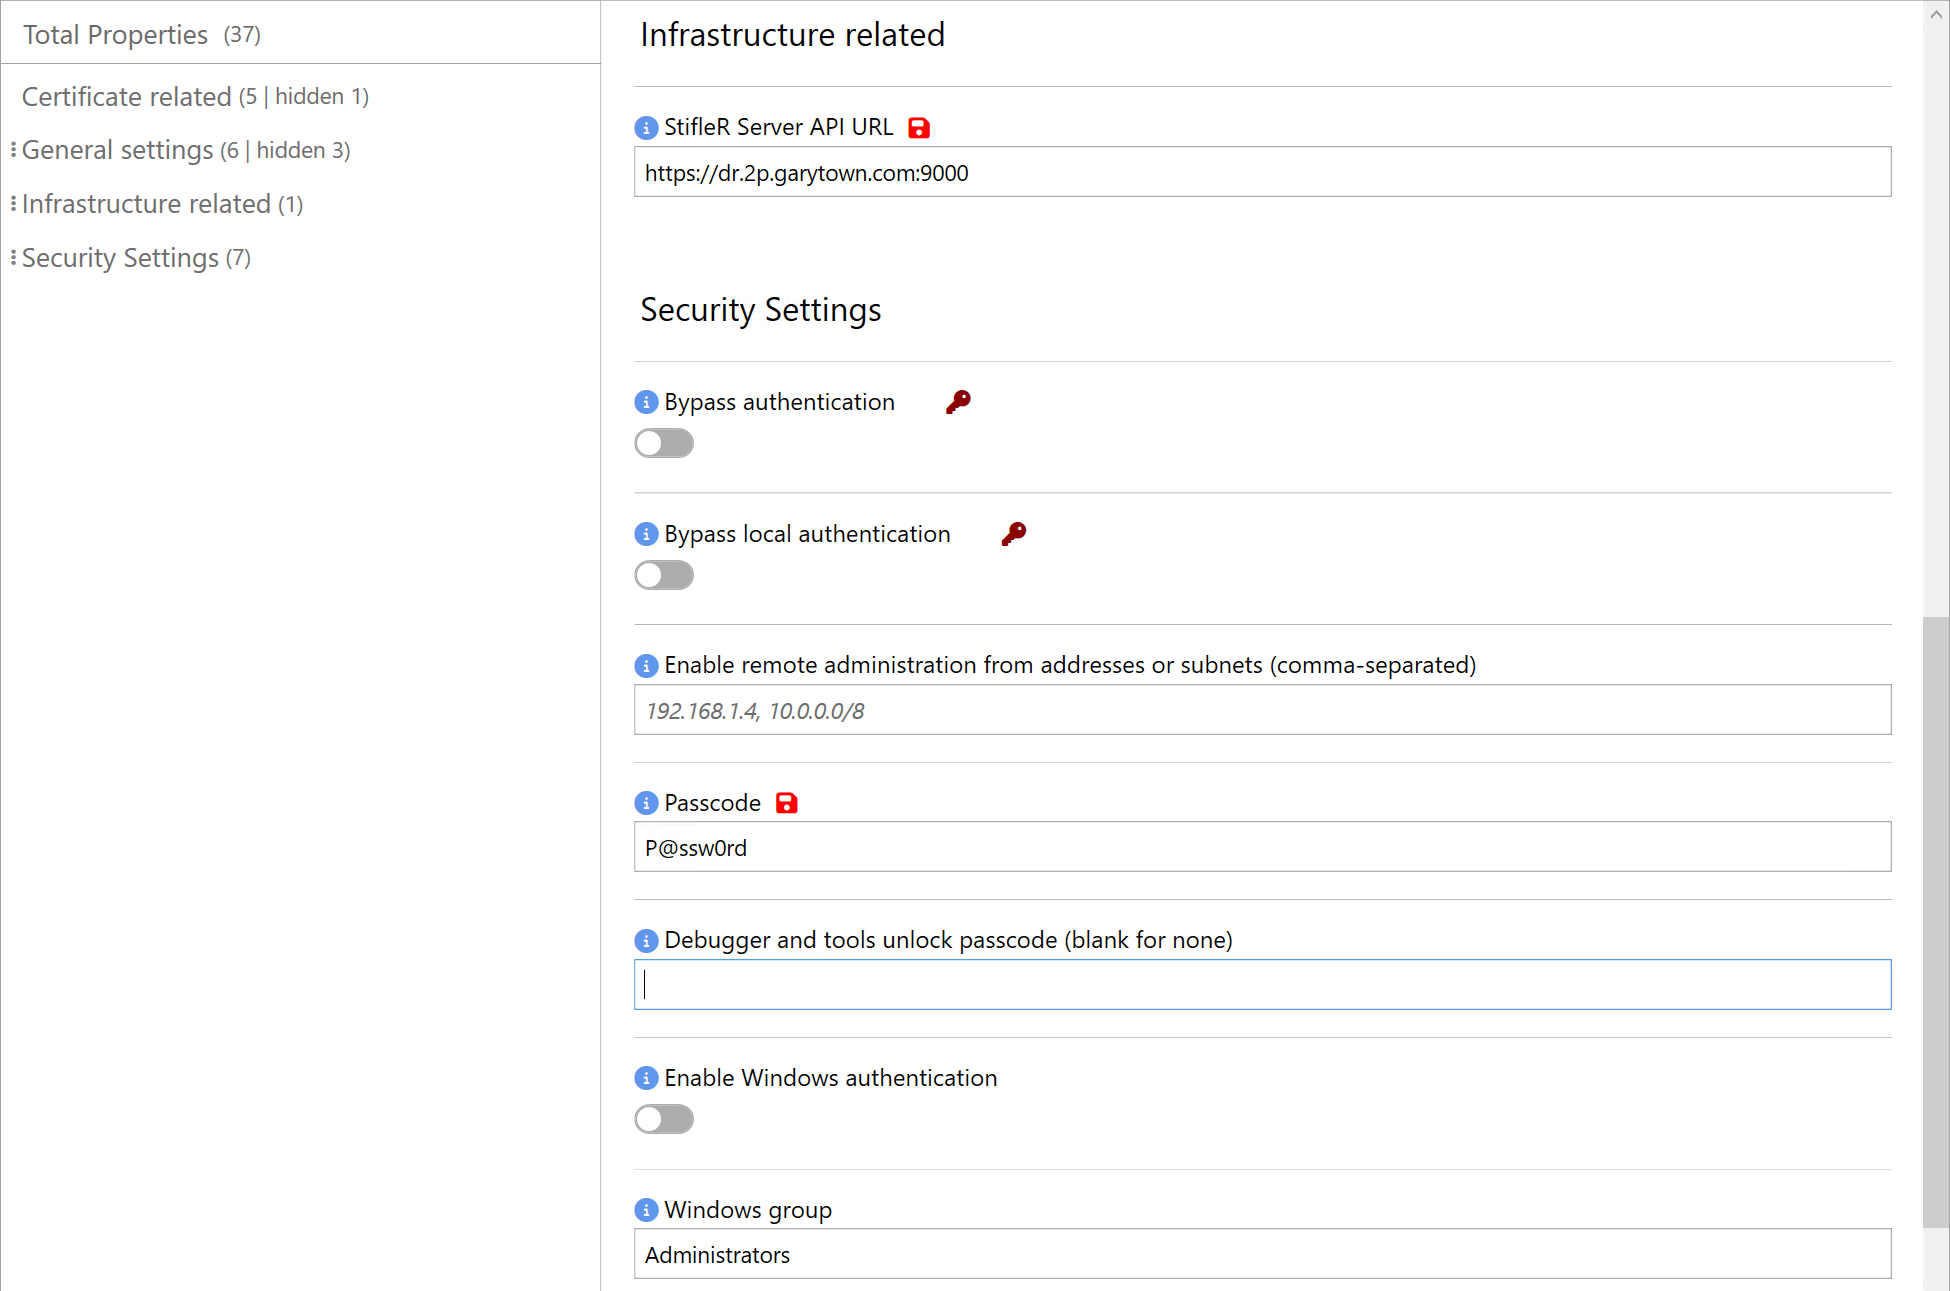 Total Properties (37)
Certificate related (5 | hidden 1)
General settings (6 | hidden 3)
Infrastructure related (1)
Security Settings (7)
Infrastructure related
StifleR Server API URL
https://dr.2p.garytown.com:9000
Security Settings
Bypass authentication
Bypass local authentication
Enable remote administration from addresses or subnets (comma-separated)
192.168.1.4, 10.0.0.0/8
Passcode
P@ssw0rd
Debugger and tools unlock passcode (blank for none)
Enable Windows authentication
Windows group
Administrators